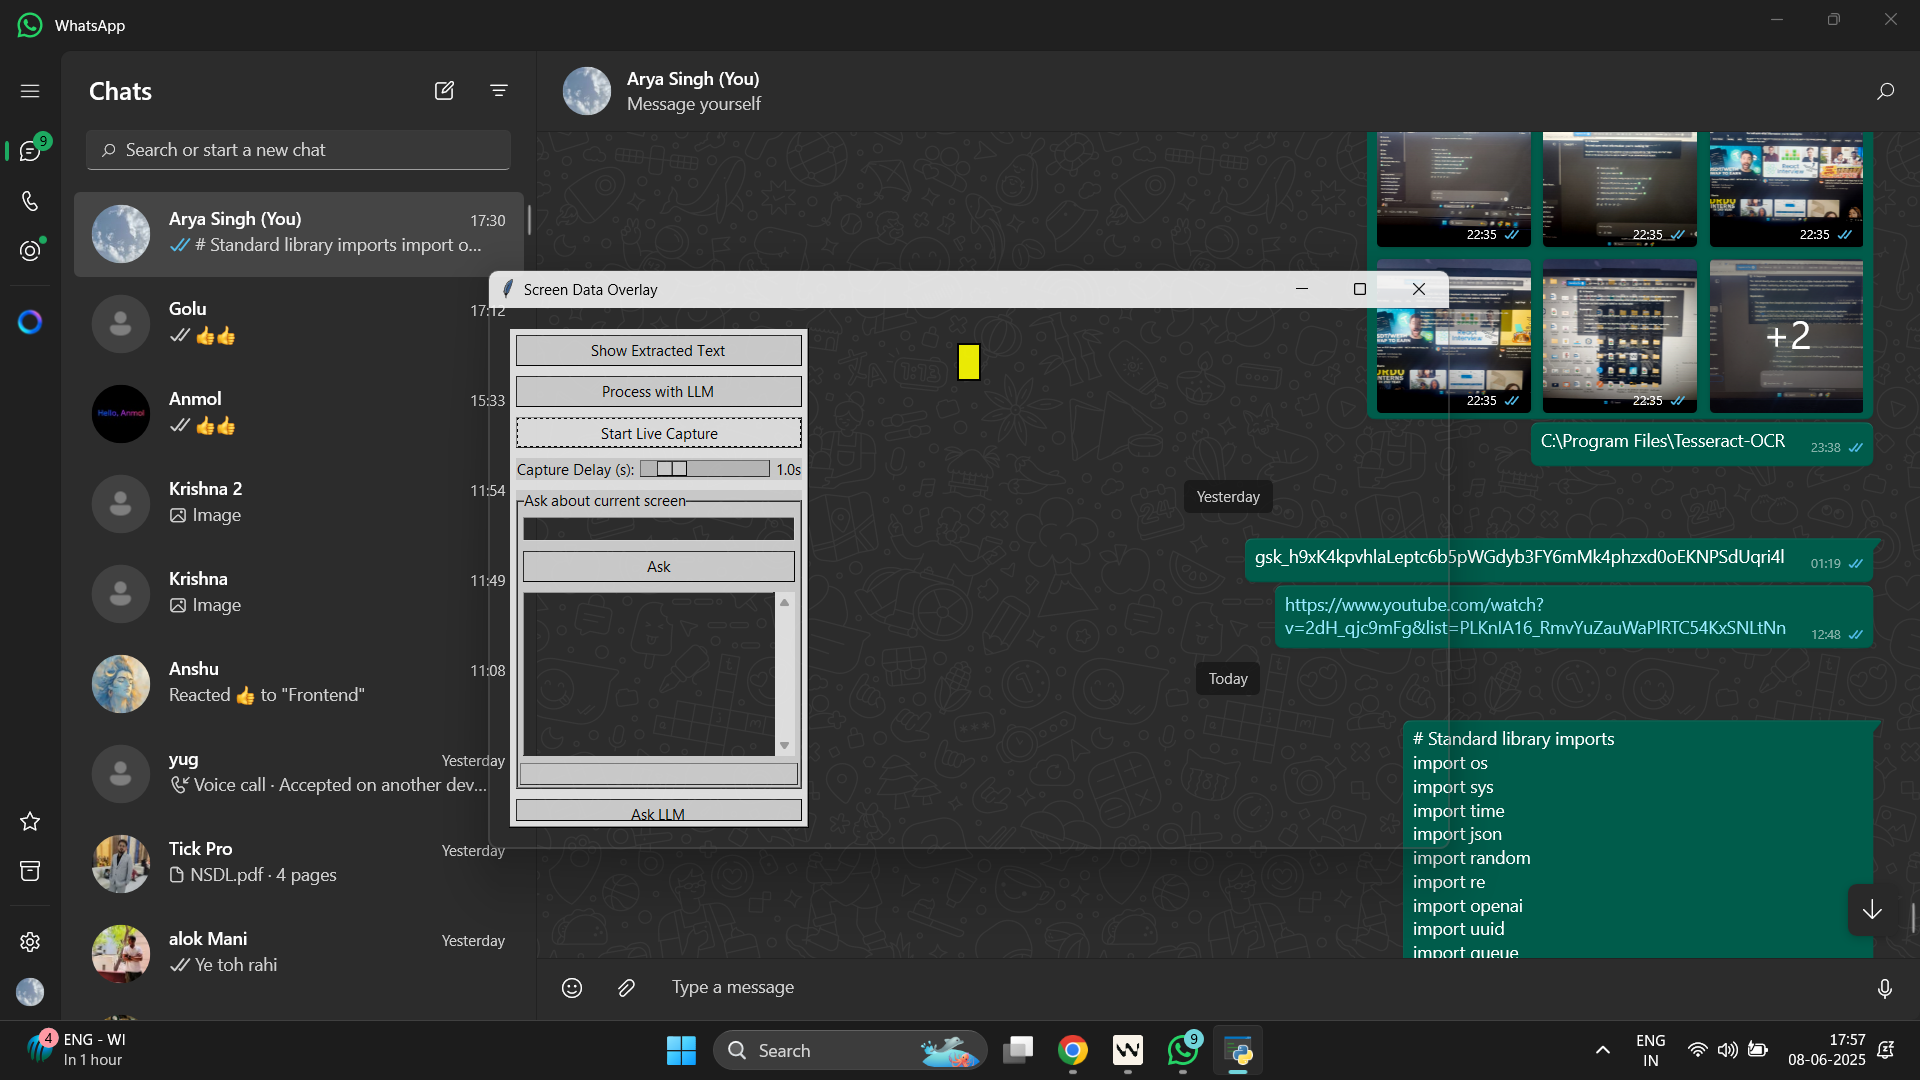 WhatsApp
Chats
9
Search or start a new chat
Arya Singh (You)
17:30
# Standard library imports import o...
Golu
17:12
👍👍
Anmol
15:33
👍👍
Hello, Anmol
Krishna 2
11:54
Image
Krishna
11:49
Image
Anshu
11:08
Reacted 👍 to "Frontend"
yug
Yesterday
Voice call · Accepted on another dev...
Tick Pro
Yesterday
NSDL.pdf · 4 pages
alok Mani
Yesterday
Ye toh rahi
Arya Singh (You)
Message yourself
22:35
22:35
22:35
22:35
22:35
+2
C:\Program Files\Tesseract-OCR
23:38
Yesterday
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
01:19
https://www.youtube.com/watch?
v=2dH_qjc9mFg&list=PLKnIA16_RmvYuZauWaPlRTC54KxSNLtNn
12:48
Today
# Standard library imports
import os
import sys
import time
import json
import random
import re
import openai
import uuid
import queue
Type a message
Screen Data Overlay
Show Extracted Text
Process with LLM
Start Live Capture
Capture Delay (s):
1.0s
Ask about current screen
Ask
Ask LLM
4
ENG - WI
In 1 hour
Search
9
ENG
IN
17:57
08-06-2025